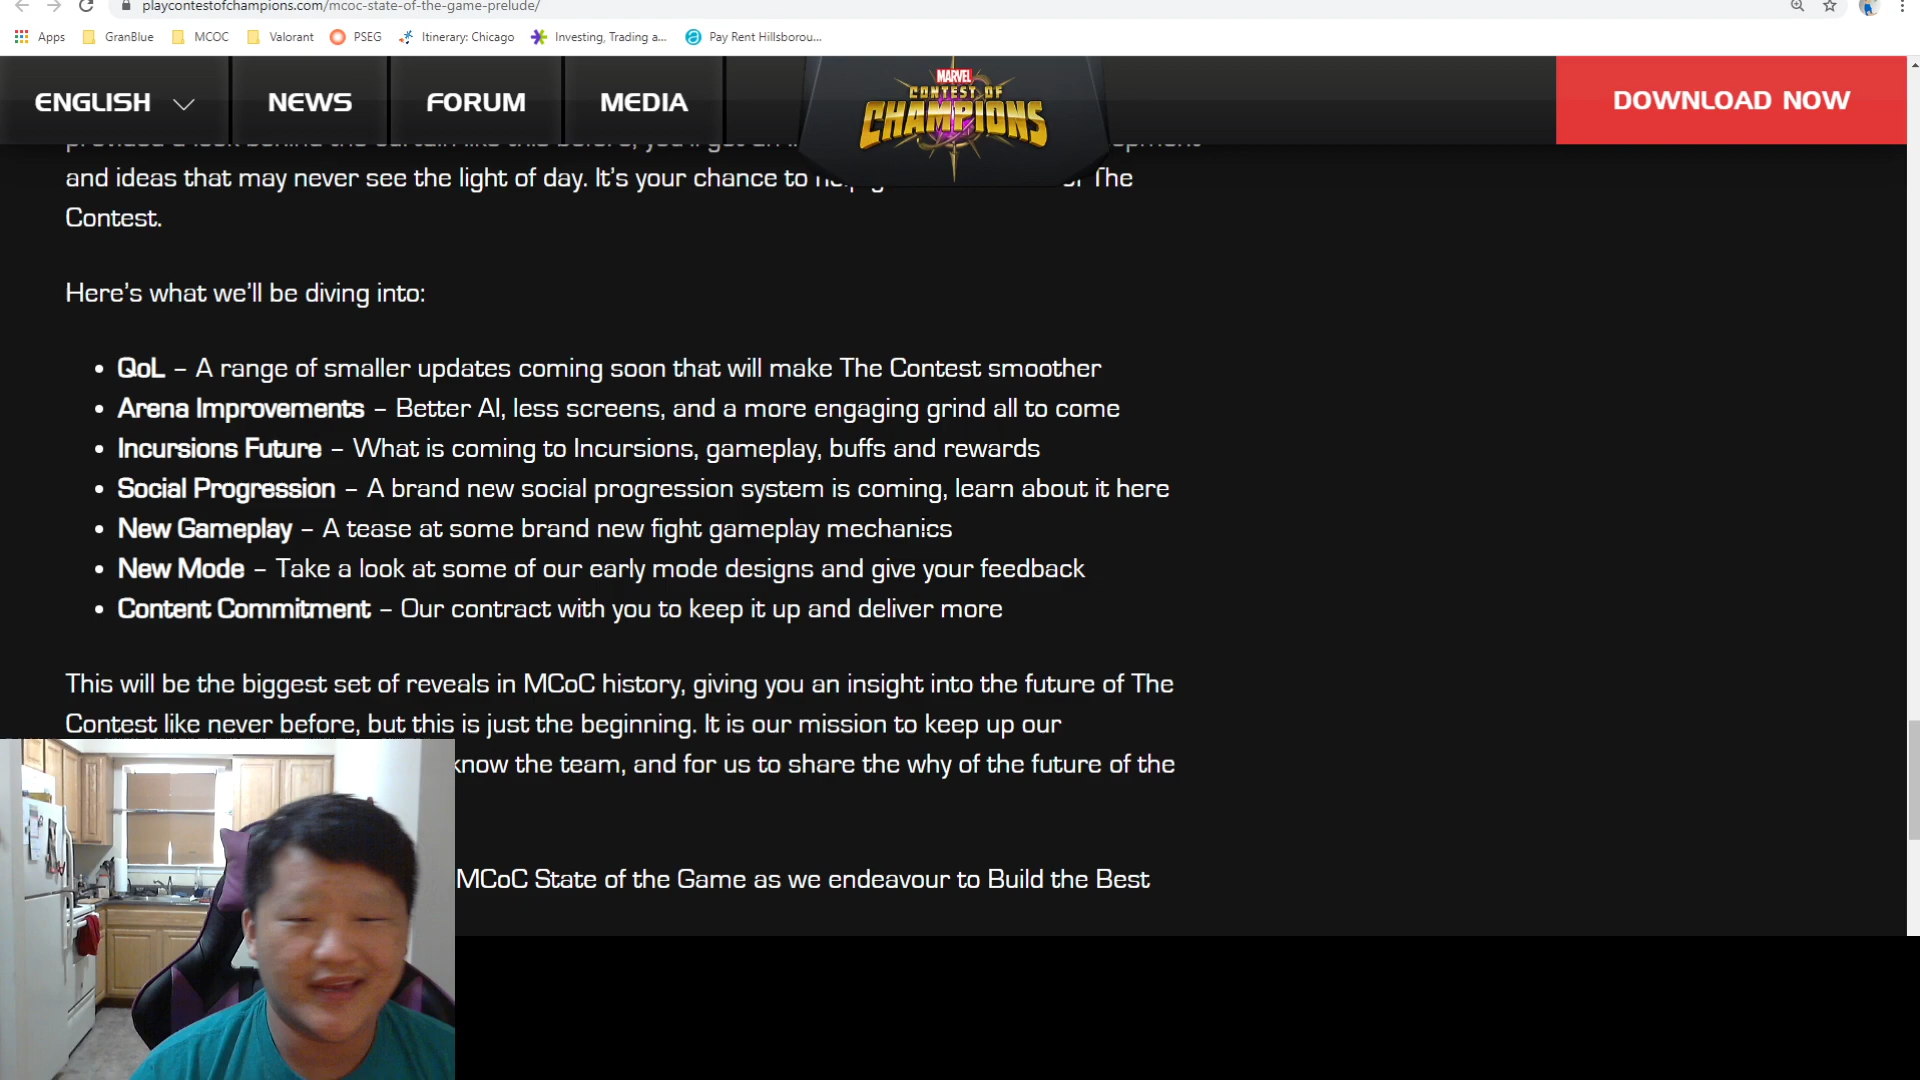 playcontestofchampions.com/mcoc-state-of-the-game-prelude/
Apps GranBlue MCOC Valorant PSEG Itinerary: Chicago Investing, Trading a... Pay Rent Hillsborou...
ENGLISH NEWS FORUM MEDIA MARVEL CONTEST OF CHAMPIONS DOWNLOAD NOW
and ideas that may never see the light of day. It's your chance to The
Contest.
Here's what we'll be diving into:
• QoL – A range of smaller updates coming soon that will make The Contest smoother
• Arena Improvements – Better AI, less screens, and a more engaging grind all to come
• Incursions Future – What is coming to Incursions, gameplay, buffs and rewards
• Social Progression – A brand new social progression system is coming, learn about it here
• New Gameplay – A tease at some brand new fight gameplay mechanics
• New Mode – Take a look at some of our early mode designs and give your feedback
• Content Commitment – Our contract with you to keep it up and deliver more
This will be the biggest set of reveals in MCoC history, giving you an insight into the future of The
Contest like never before, but this is just the beginning. It is our mission to keep up our
know the team, and for us to share the why of the future of the
MCoC State of the Game as we endeavour to Build the Best